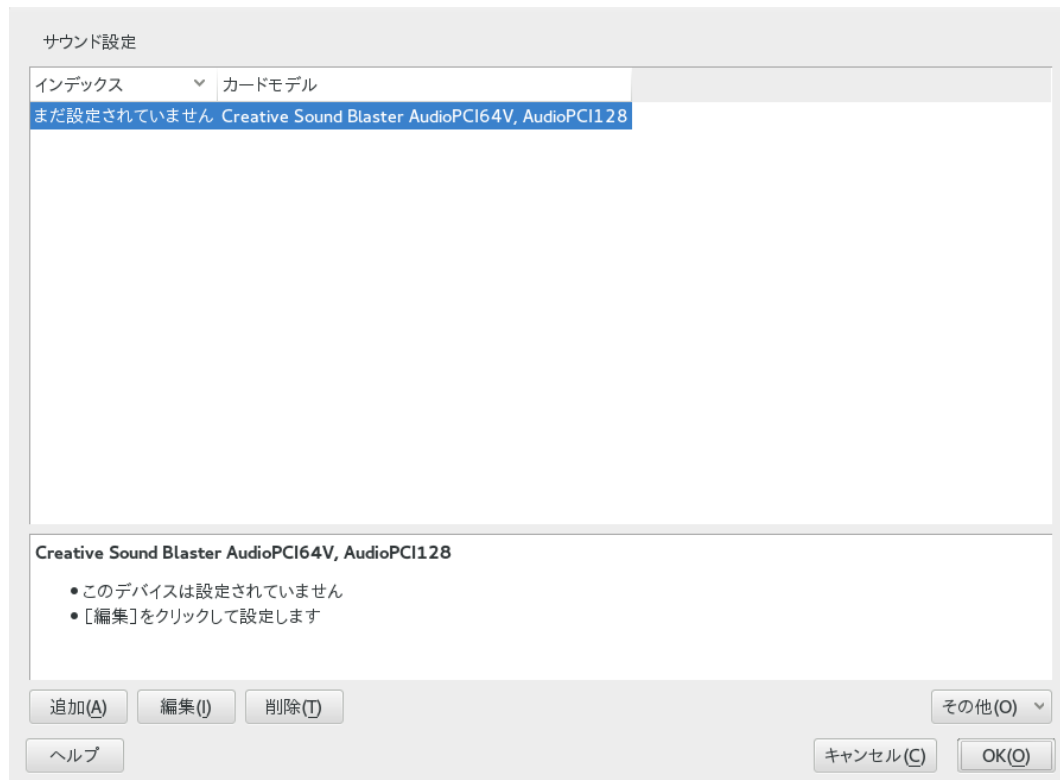 サウンド設定
インデックス カードモデル
まだ設定されていません Creative Sound Blaster AudioPCI64V, AudioPCI128
Creative Sound Blaster AudioPCI64V, AudioPCI128
•このデバイスは設定されていません
•[編集]をクリックして設定します
追加(A) 編集(I) 削除(T) その他(O)
ヘルプ キャンセル(C) OK(O)